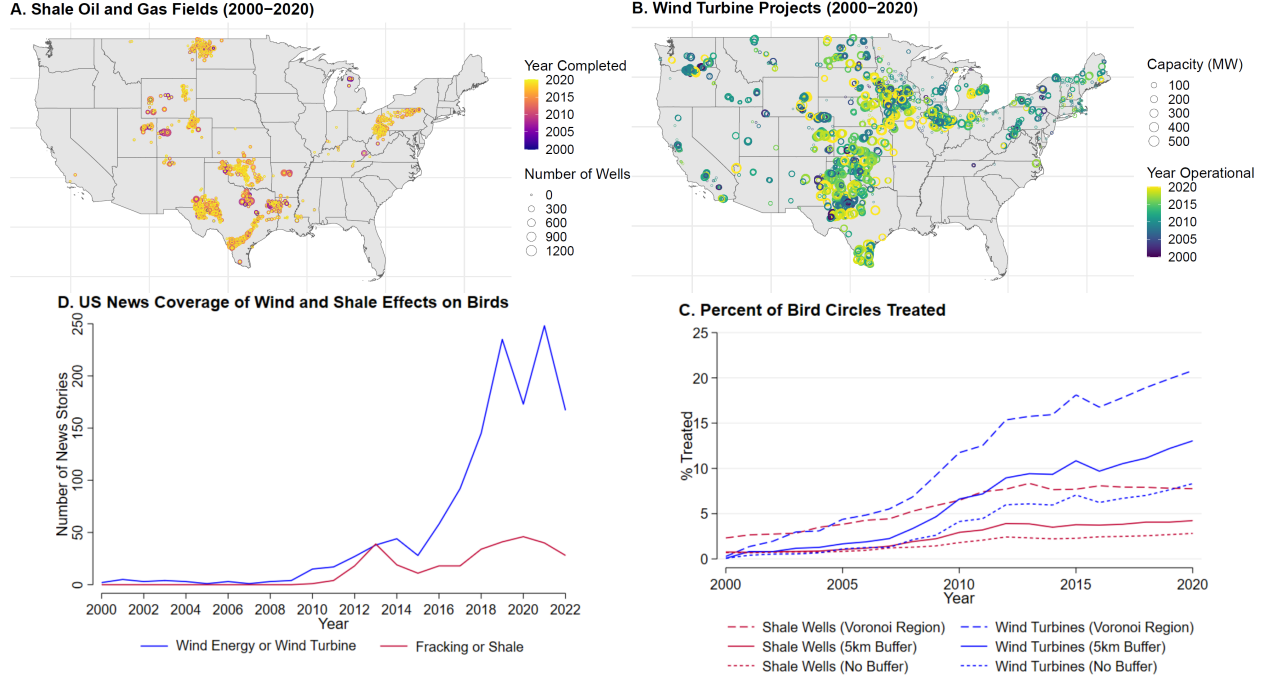 A. Shale Oil and Gas Fields (2000−2020)
Year Completed
2020
2015
2010
2005
2000
Number of Wells
0
300
600
900
1200
B. Wind Turbine Projects (2000−2020)
Capacity (MW)
100
200
300
400
500
Year Operational
2020
2015
2010
2005
2000
D. US News Coverage of Wind and Shale Effects on Birds
Number of News Stories
250
200
150
100
50
0
2000 2002 2004 2006 2008 2010 2012 2014 2016 2018 2020 2022
Year
Wind Energy or Wind Turbine
Fracking or Shale
C. Percent of Bird Circles Treated
% Treated
25
20
15
10
5
0
2000 2005 2010 2015 2020
Year
Shale Wells (Voronoi Region)
Wind Turbines (Voronoi Region)
Shale Wells (5km Buffer)
Wind Turbines (5km Buffer)
Shale Wells (No Buffer)
Wind Turbines (No Buffer)